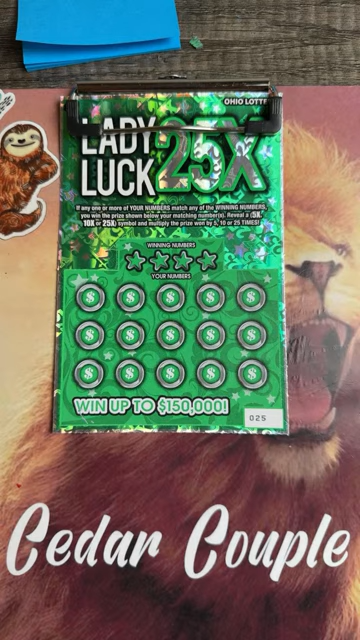 OHIO LOTTE
LADY
LUCK
25X
If any one or more of YOUR NUMBERS match any of the WINNING NUMBERS,
you win the prize shown below your matching number(s). Reveal a (5X,
10X or 25X) symbol and multiply the prize won by 5, 10 or 25 TIMES!
WINNING NUMBERS
YOUR NUMBERS
$ $ $ $ $
$ $ $ $ $
$ $ $ $ $
WIN UP TO $150,000!
025
Cedar Couple